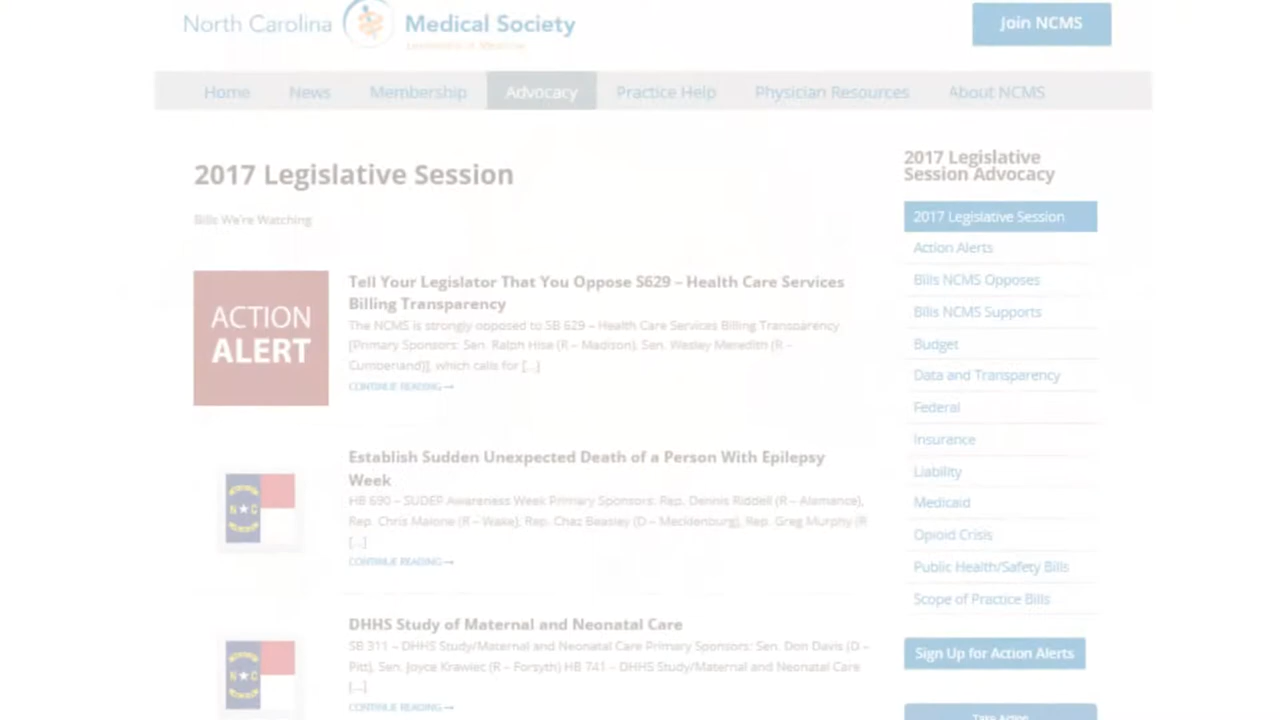 North Carolina Medical Society
Leadership in Medicine
Join NCMS
Home News Membership Advocacy Practice Help Physician Resources About NCMS
2017 Legislative Session
Bills We're Watching
ACTION
ALERT
Tell Your Legislator That You Oppose S629 – Health Care Services
Billing Transparency
The NCMS is strongly opposed to SB 629 – Health Care Services Billing Transparency
[Primary Sponsors: Sen. Ralph Hise (R – Madison), Sen. Wesley Meredith (R –
Cumberland)], which calls for [...]
CONTINUE READING →
N C
Establish Sudden Unexpected Death of a Person With Epilepsy
Week
HB 690 – SUDEP Awareness Week Primary Sponsors: Rep. Dennis Riddell (R – Alamance),
Rep. Chris Malone (R – Wake), Rep. Chaz Beasley (D – Mecklenburg), Rep. Greg Murphy (R
[...]
CONTINUE READING →
N C
DHHS Study of Maternal and Neonatal Care
SB 311 – DHHS Study/Maternal and Neonatal Care Primary Sponsors: Sen. Don Davis (D –
Pitt), Sen. Joyce Krawiec (R – Forsyth) HB 741 – DHHS Study/Maternal and Neonatal Care
[...]
CONTINUE READING →
2017 Legislative
Session Advocacy
2017 Legislative Session
Action Alerts
Bills NCMS Opposes
Bills NCMS Supports
Budget
Data and Transparency
Federal
Insurance
Liability
Medicaid
Opioid Crisis
Public Health/Safety Bills
Scope of Practice Bills
Sign Up for Action Alerts
Take Action